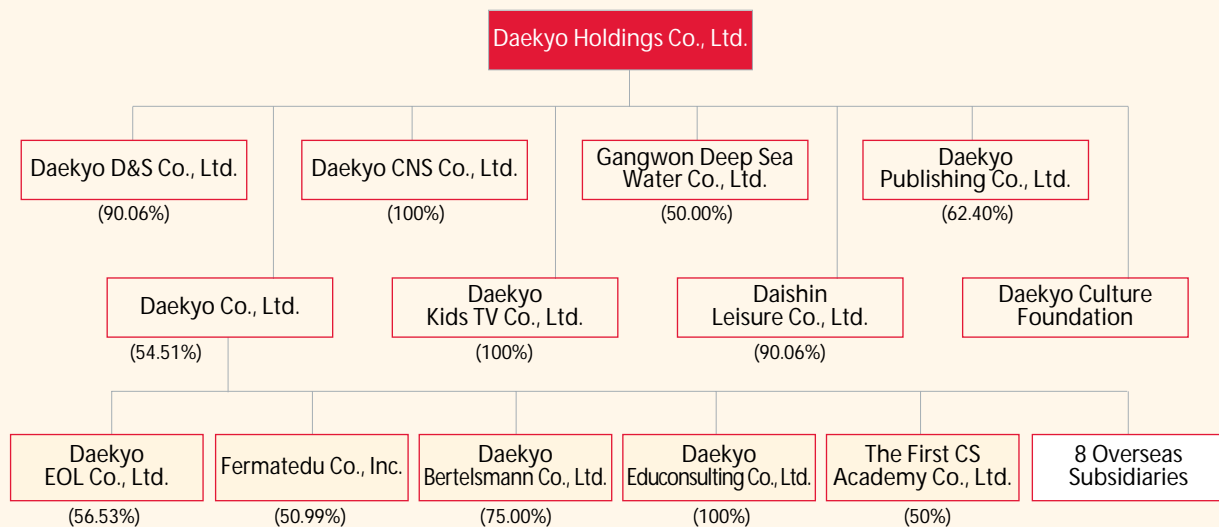 Daekyo Holdings Co., Ltd.
Daekyo D&S Co., Ltd.
(90.06%)
Daekyo CNS Co., Ltd.
(100%)
Gangwon Deep Sea
Water Co., Ltd.
(50.00%)
Daekyo
Publishing Co., Ltd.
(62.40%)
Daekyo Co., Ltd.
(54.51%)
Daekyo
Kids TV Co., Ltd.
(100%)
Daishin
Leisure Co., Ltd.
(90.06%)
Daekyo Culture
Foundation
Daekyo
EOL Co., Ltd.
(56.53%)
Fermatedu Co., Inc.
(50.99%)
Daekyo
Bertelsmann Co., Ltd.
(75.00%)
Daekyo
Educonsulting Co., Ltd.
(100%)
The First CS
Academy Co., Ltd.
(50%)
8 Overseas
Subsidiaries